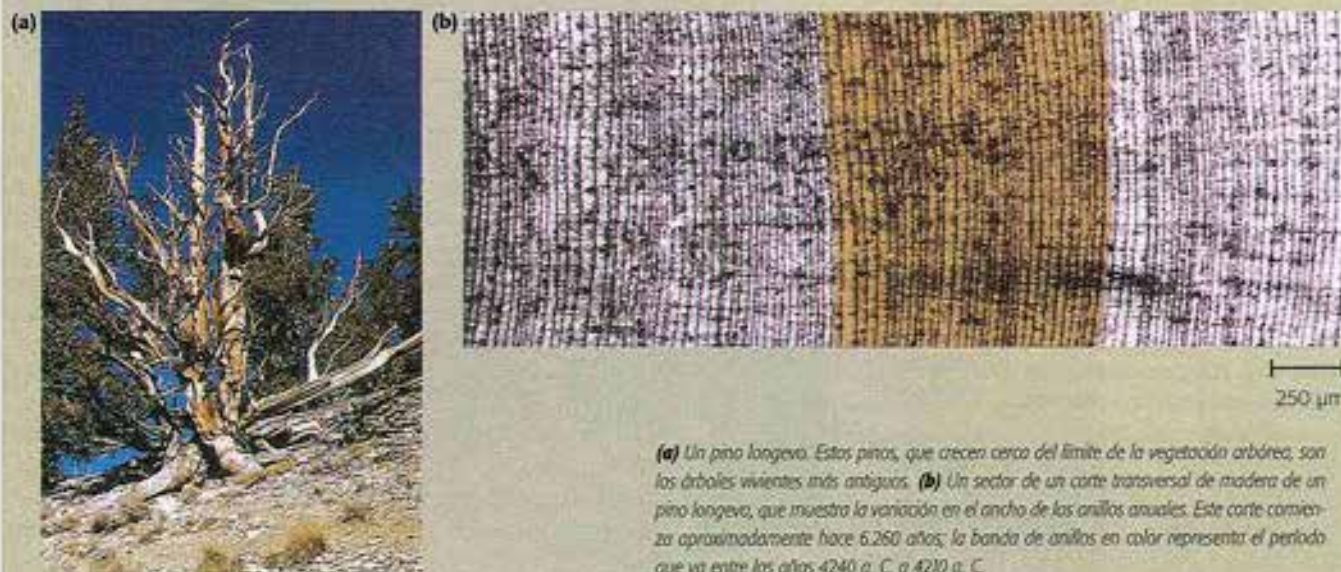 (a)
(b)
250 µm
(a) Un pino longevo. Estos pinos, que crecen cerca del límite de la vegetación arbórea, son
los árboles vivientes más antiguos. (b) Un sector de un corte transversal de madera de un
pino longevo, que muestra la variación en el ancho de los anillos anuales. Este corte comien-
za aproximadamente hace 6.260 años; la banda de anillos en color representa el período
que va entre los años 4240 a. C. a 4210 a. C.